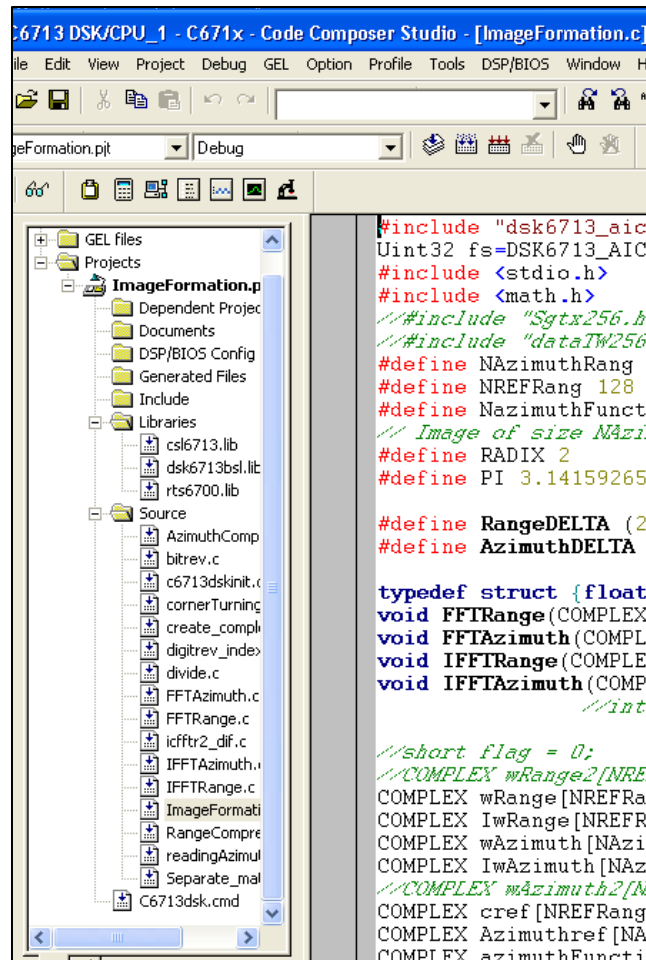 C6713 DSK/CPU_1 - C671x - Code Composer Studio - [ImageFormation.c]
ile Edit View Project Debug GEL Option Profile Tools DSP/BIOS Window H
geFormation.pjt Debug
GEL files
Projects
ImageFormation.p
Dependent Projec
Documents
DSP/BIOS Config
Generated Files
Include
Libraries
csl6713.lib
dsk6713bsl.lib
rts6700.lib
Source
AzimuthComp
bitrev.c
c6713dskinit.c
cornerTurning
create_comple
digitrev_index
divide.c
FFTAzimuth.c
FFTRange.c
icfftr2_dif.c
IFFTAzimuth.
IFFTRange.c
ImageFormati
RangeCompre
readingAzimut
Separate_mat
C6713dsk.cmd
#include "dsk6713_aic
Uint32 fs=DSK6713_AIC
#include <stdio.h>
#include <math.h>
//#include "Sgtx256.h
//#include "dataIW256
#define NAzimuthRang
#define NREFRang 128
#define NazimuthFunct
// Image of size NAzi
#define RADIX 2
#define PI 3.14159265
#define RangeDELTA (2
#define AzimuthDELTA
typedef struct {float
void FFTRange(COMPLEX
void FFTAzimuth(COMPL
void IFFTRange(COMPLE
void IFFTAzimuth(COMP
//int
//short flag = 0;
//COMPLEX wRange2[NRE
COMPLEX wRange[NREFRa
COMPLEX IwRange[NREFR
COMPLEX wAzimuth[NAzi
COMPLEX IwAzimuth[NAz
//COMPLEX wAzimuth2[N
COMPLEX cref[NREFRang
COMPLEX Azimuthref[NA
COMPLEX azimuthFuncti